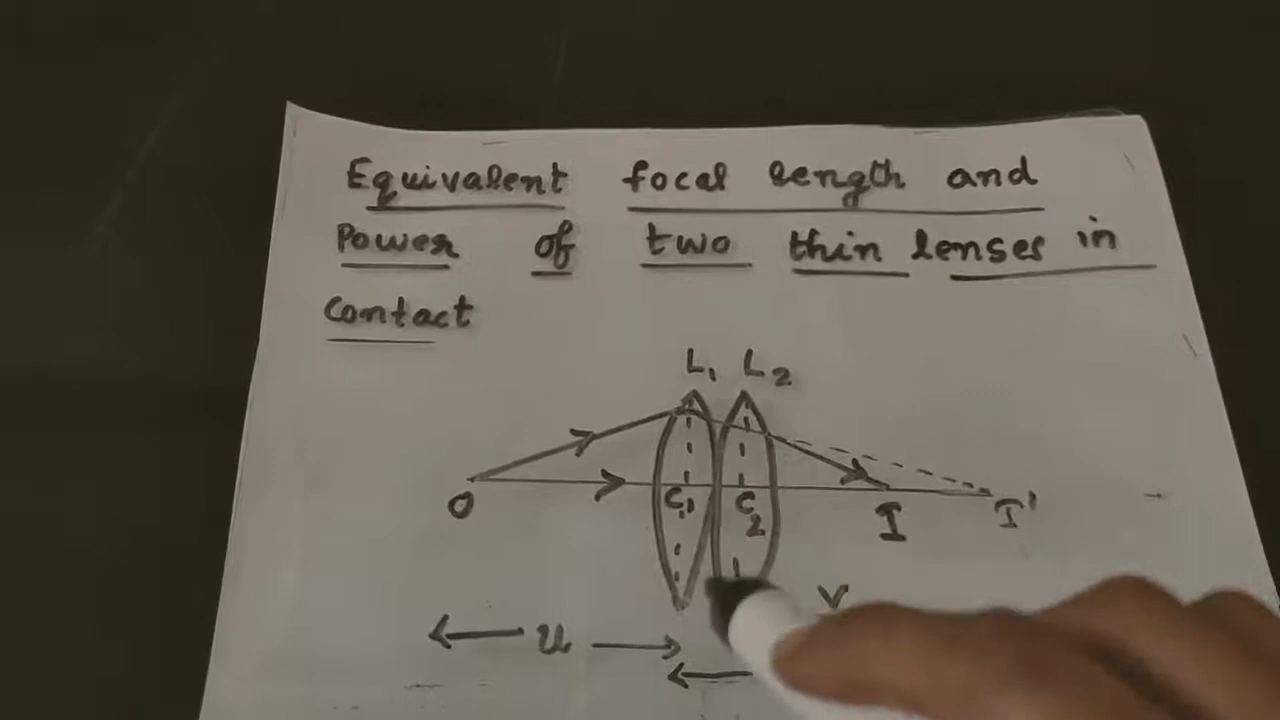 Equivalent focal length and
Power of two thin lenses in
Contact
L1 L2
O C1 C2 I I'
V
u